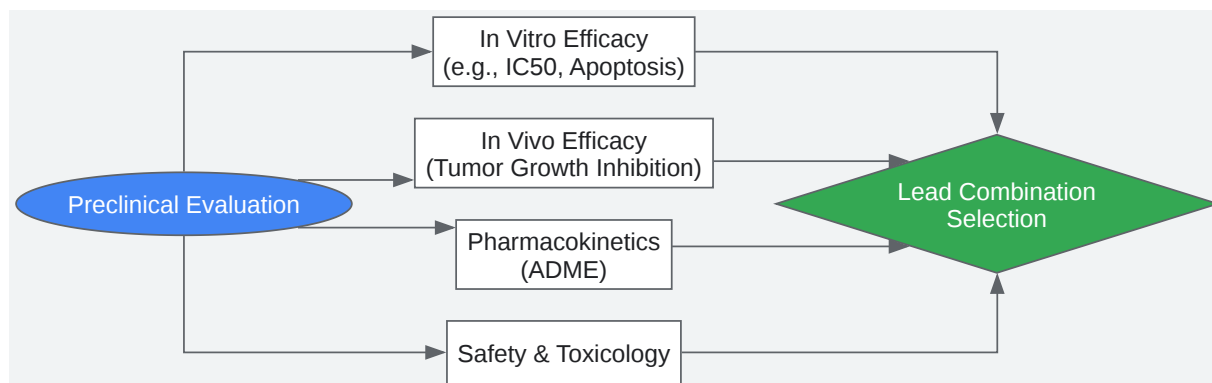 In Vitro Efficacy
(e.g., IC50, Apoptosis)
In Vivo Efficacy
(Tumor Growth Inhibition)
Preclinical Evaluation
Lead Combination
Selection
Pharmacokinetics
(ADME)
Safety & Toxicology